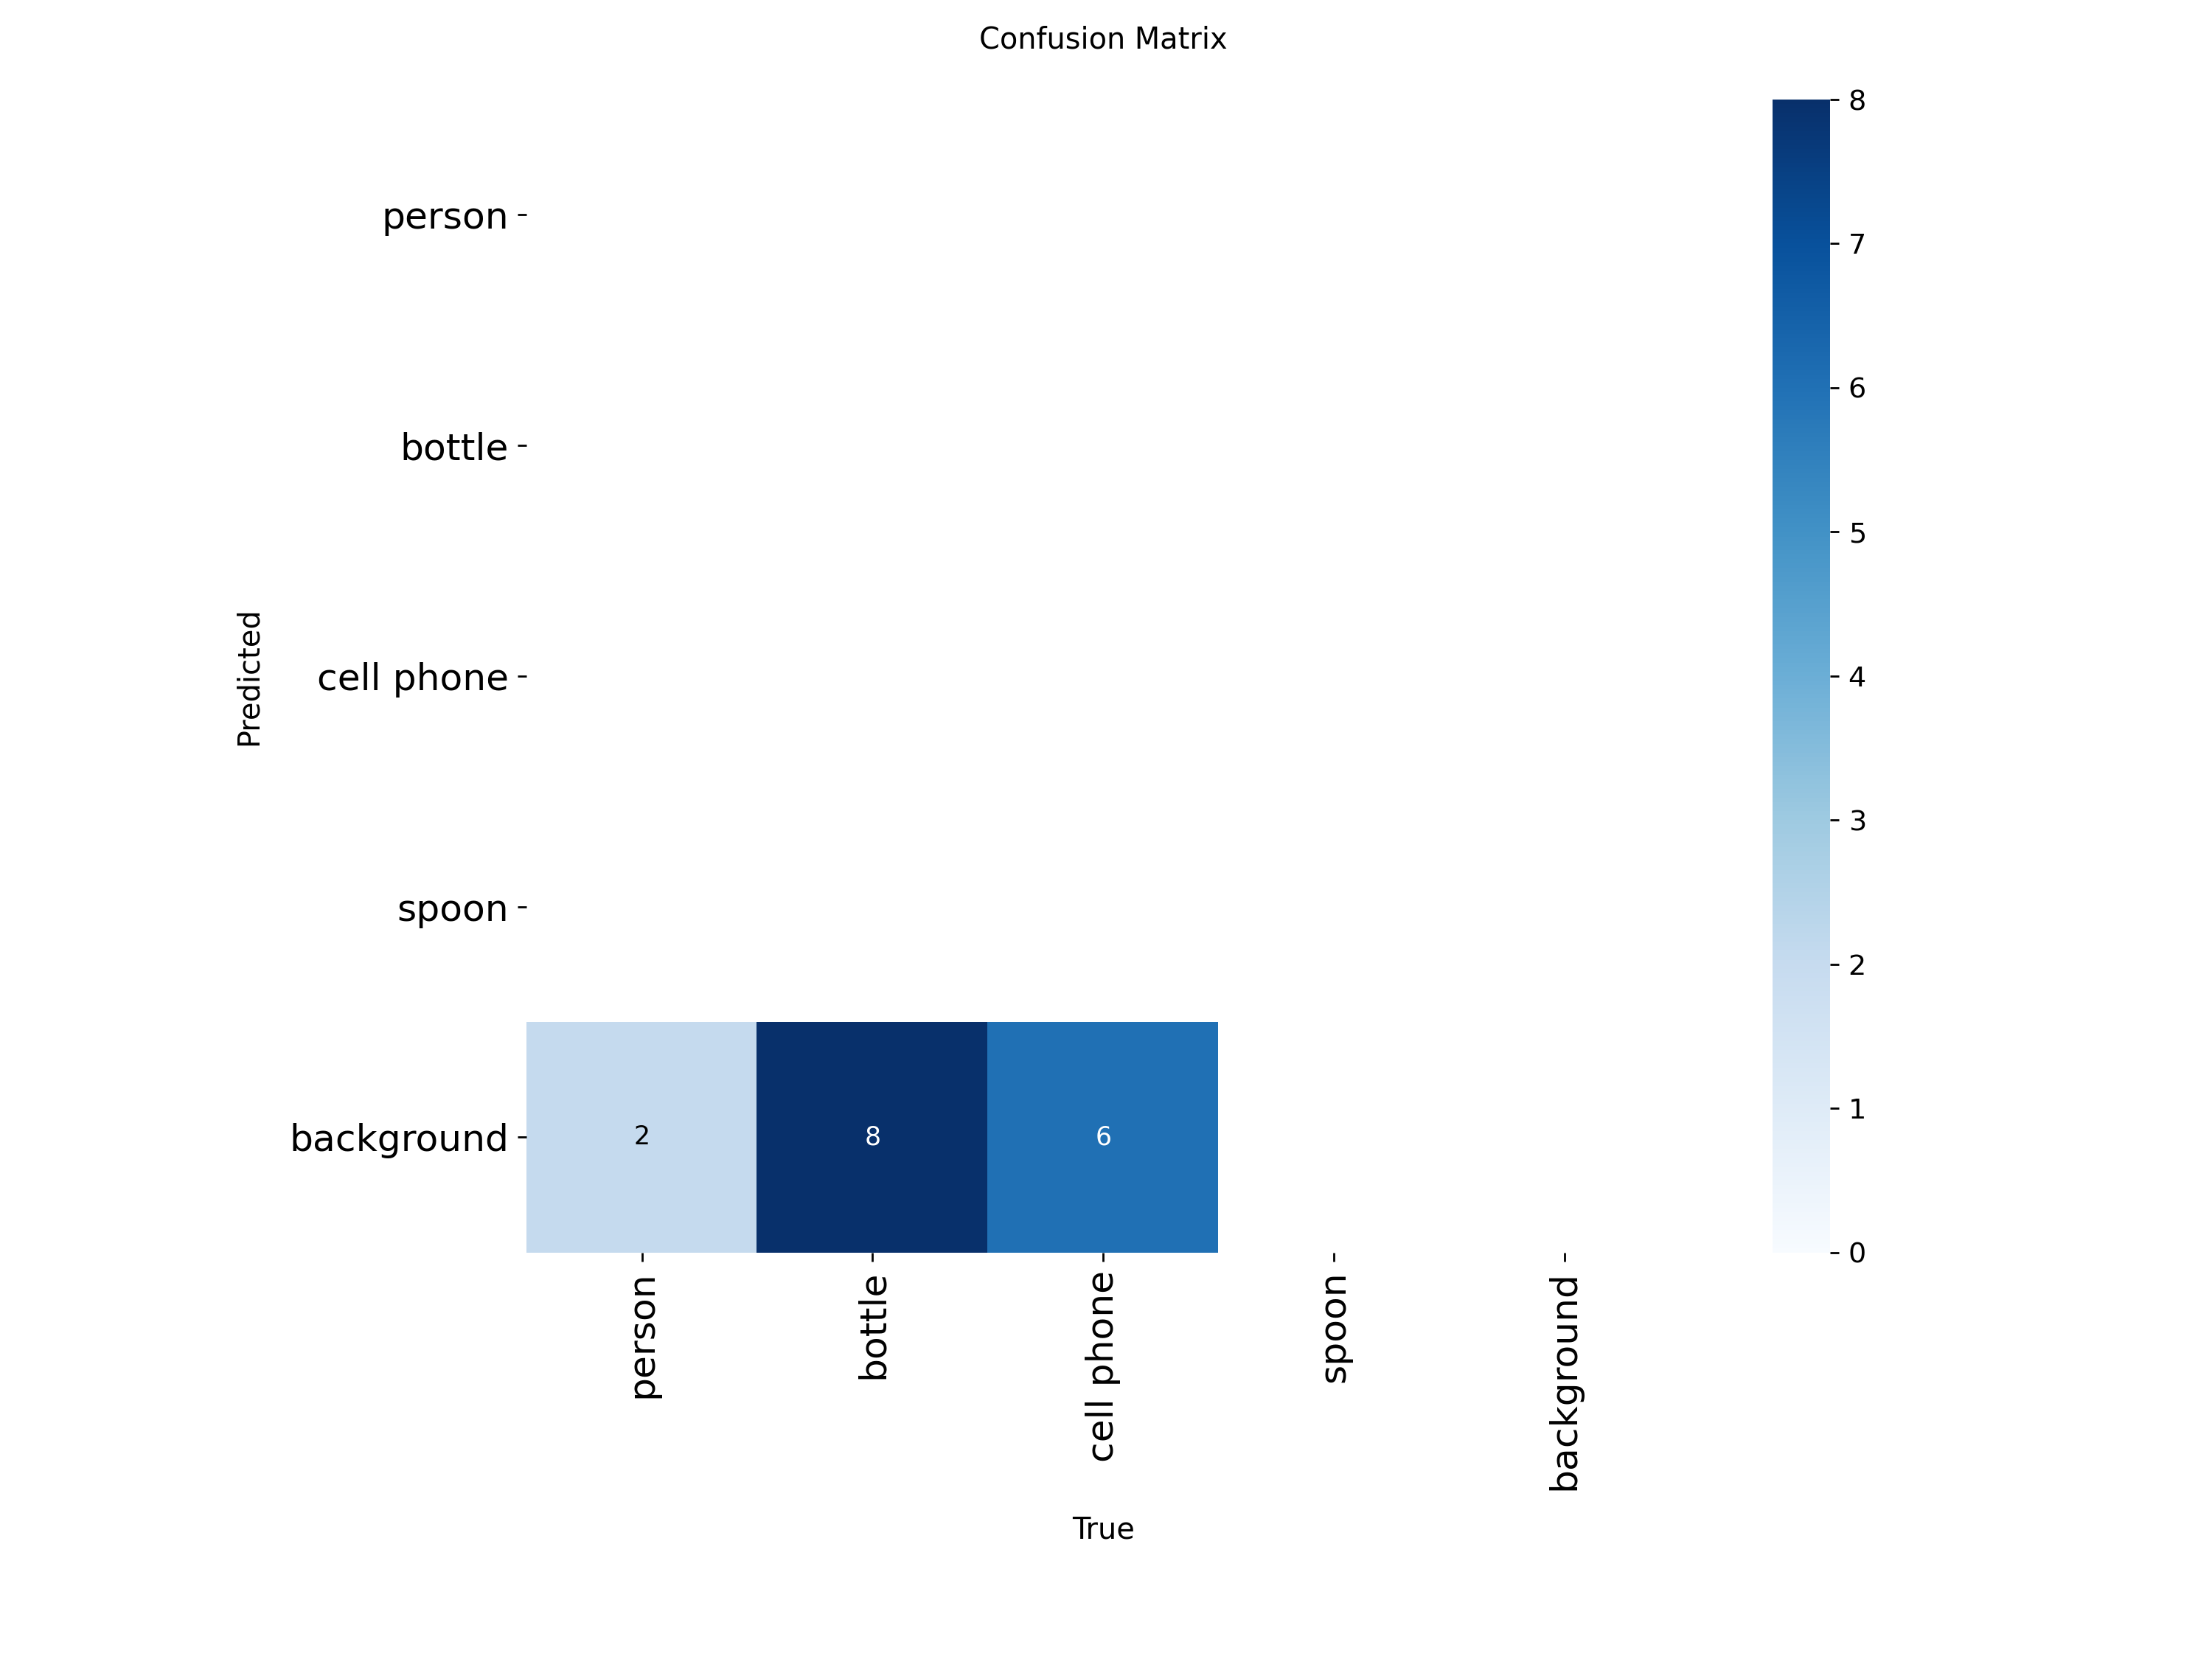 Confusion Matrix
person
bottle
cell phone
spoon
background
Predicted
2
8
6
person
bottle
cell phone
spoon
background
True
8
7
6
5
4
3
2
1
0